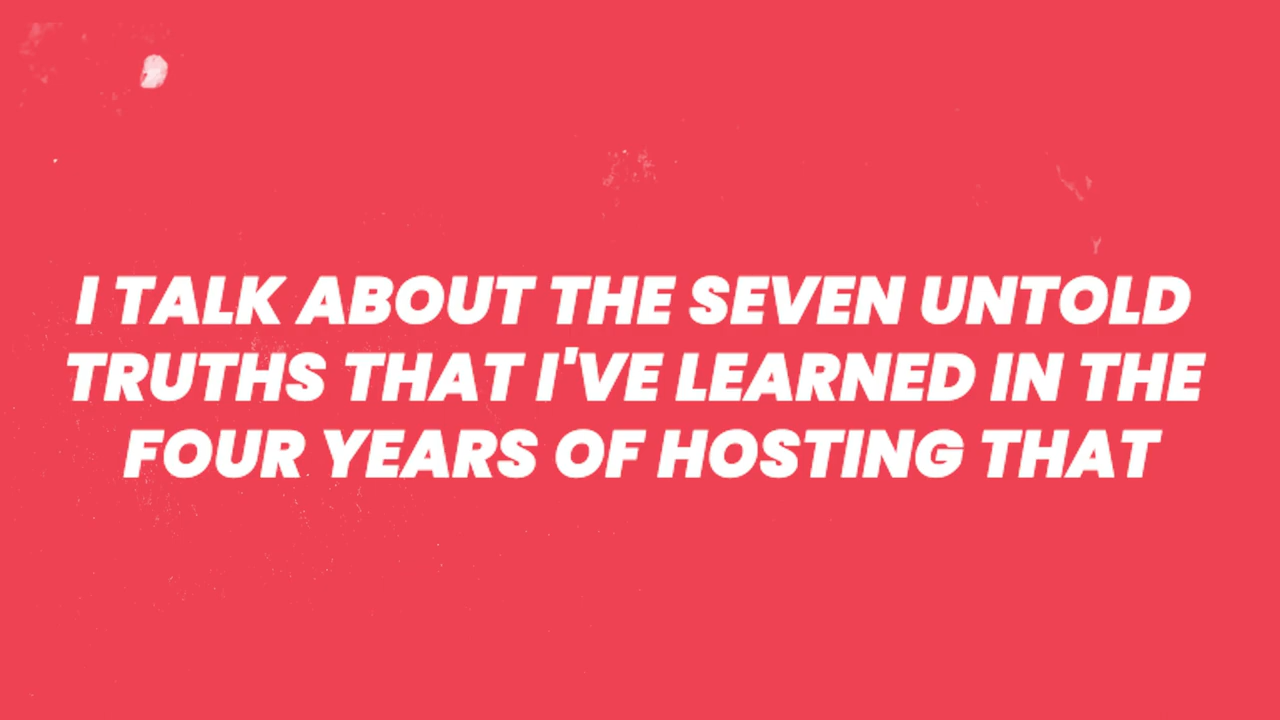 I TALK ABOUT THE SEVEN UNTOLD
TRUTHS THAT I'VE LEARNED IN THE
FOUR YEARS OF HOSTING THAT